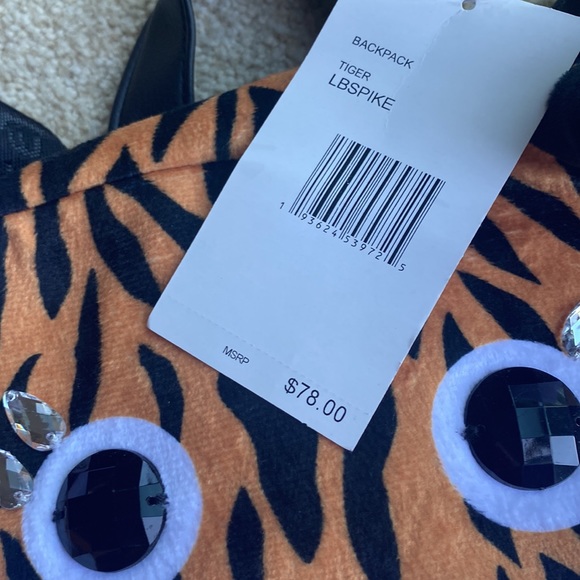 BACKPACK
TIGER
LBSPIKE
1 93624 53972 5
MSRP
$78.00